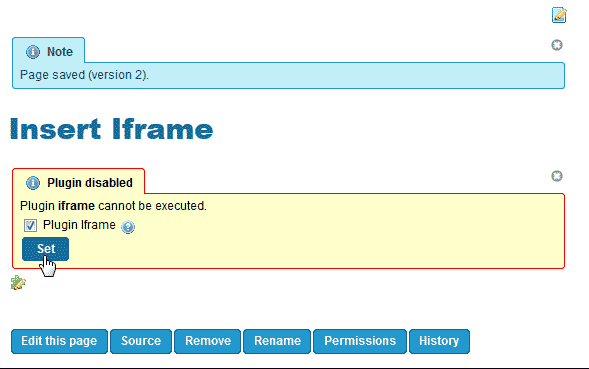 Note
Page saved (version 2).
Insert Iframe
Plugin disabled
Plugin iframe cannot be executed.
Plugin Iframe
Set
Edit this page Source Remove Rename Permissions History